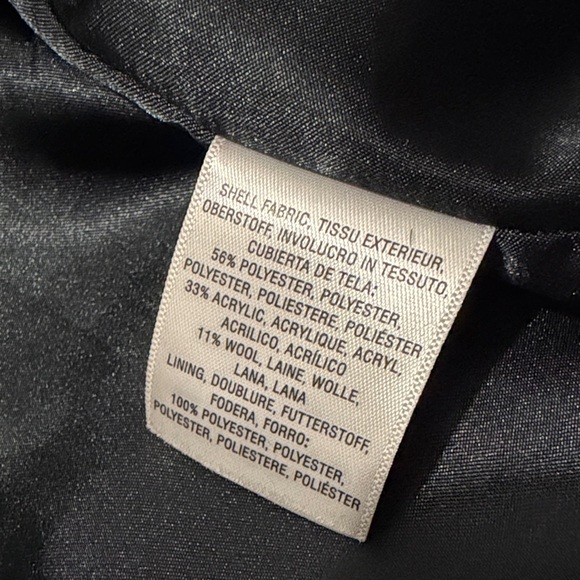 SHELL FABRIC, TISSU EXTERIEUR,
OBERSTOFF, INVOLUCRO IN TESSUTO,
CUBIERTA DE TELA:
56% POLYESTER, POLYESTER,
POLYESTER, POLIESTERE, POLIÉSTER
33% ACRYLIC, ACRYLIQUE, ACRYL,
ACRILICO, ACRÍLICO
11% WOOL, LAINE, WOLLE,
LANA, LANA
LINING, DOUBLURE, FUTTERSTOFF,
FODERA, FORRO:
100% POLYESTER, POLYESTER,
POLYESTER, POLIESTERE, POLIÉSTER